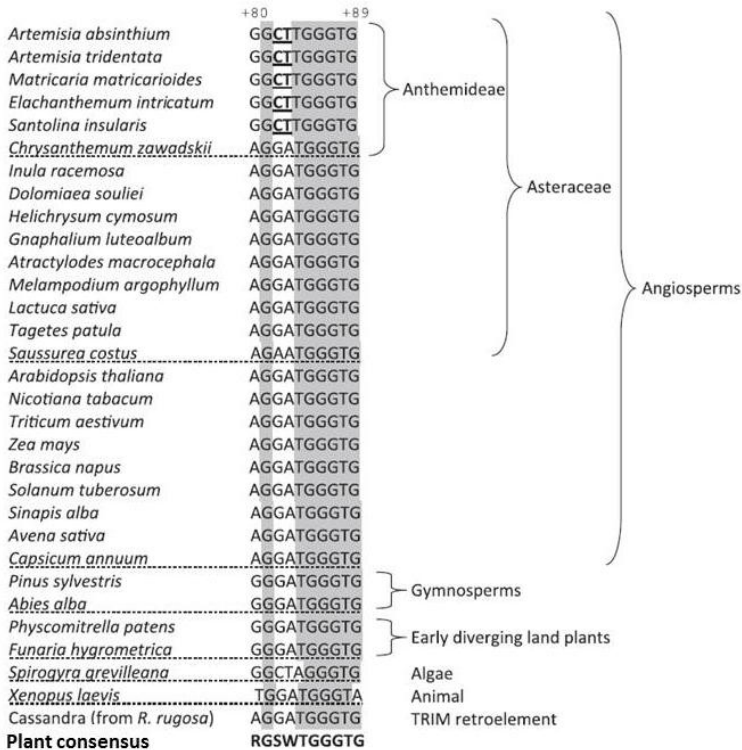 +80 +89
Artemisia absinthium GGCTTGGGTG
Artemisia tridentata GGCTTGGGTG
Matricaria matricarioides GGCTTGGGTG
Elachanthemum intricatum GGCTTGGGTG
Santolina insularis GGCTTGGGTG
Chrysanthemum zawadskii AGGATGGGTG
Anthemideae
Inula racemosa AGGATGGGTG
Dolomiaea souliei AGGATGGGTG
Asteraceae
Helichrysum cymosum AGGATGGGTG
Gnaphalium luteoalbum AGGATGGGTG
Atractylodes macrocephala AGGATGGGTG
Melampodium argophyllum AGGATGGGTG
Angiosperms
Lactuca sativa AGGATGGGTG
Tagetes patula AGGATGGGTG
Saussurea costus AGAATGGGTG
Arabidopsis thaliana AGGATGGGTG
Nicotiana tabacum AGGATGGGTG
Triticum aestivum AGGATGGGTG
Zea mays AGGATGGGTG
Brassica napus AGGATGGGTG
Solanum tuberosum AGGATGGGTG
Sinapis alba AGGATGGGTG
Avena sativa AGGATGGGTG
Capsicum annuum AGGATGGGTG
Pinus sylvestris GGGATGGGTG
Gymnosperms
Abies alba GGGATGGGTG
Physcomitrella patens GGGATGGGTG
Early diverging land plants
Funaria hygrometrica GGGATGGGTG
Spirogyra grevilleana GGCTAGGGTG Algae
Xenopus laevis TGGATGGGTA Animal
Cassandra (from R. rugosa) AGGATGGGTG TRIM retroelement
Plant consensus RGSWTGGGTG